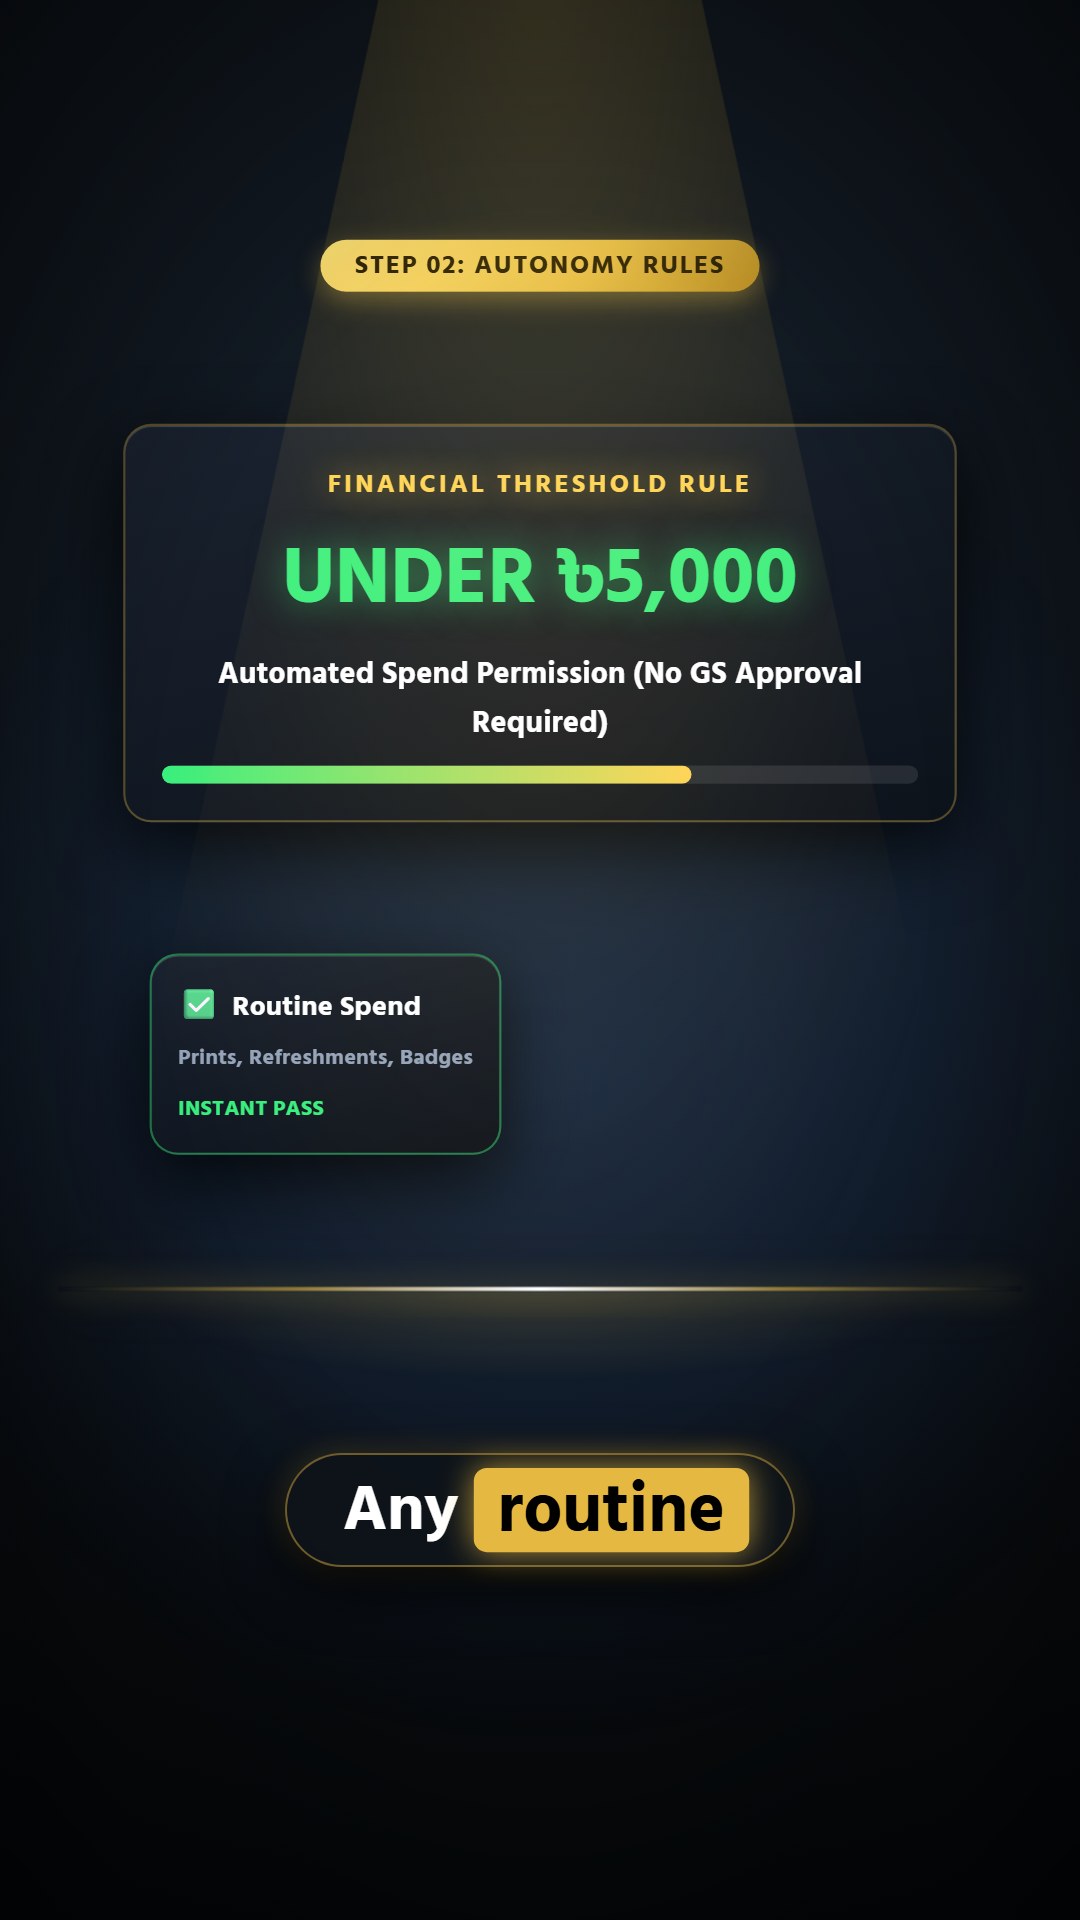 STEP 02: AUTONOMY RULES
FINANCIAL THRESHOLD RULE
UNDER ৳5,000
Automated Spend Permission (No GS Approval
Required)
✅ Routine Spend
Prints, Refreshments, Badges
INSTANT PASS
Any routine